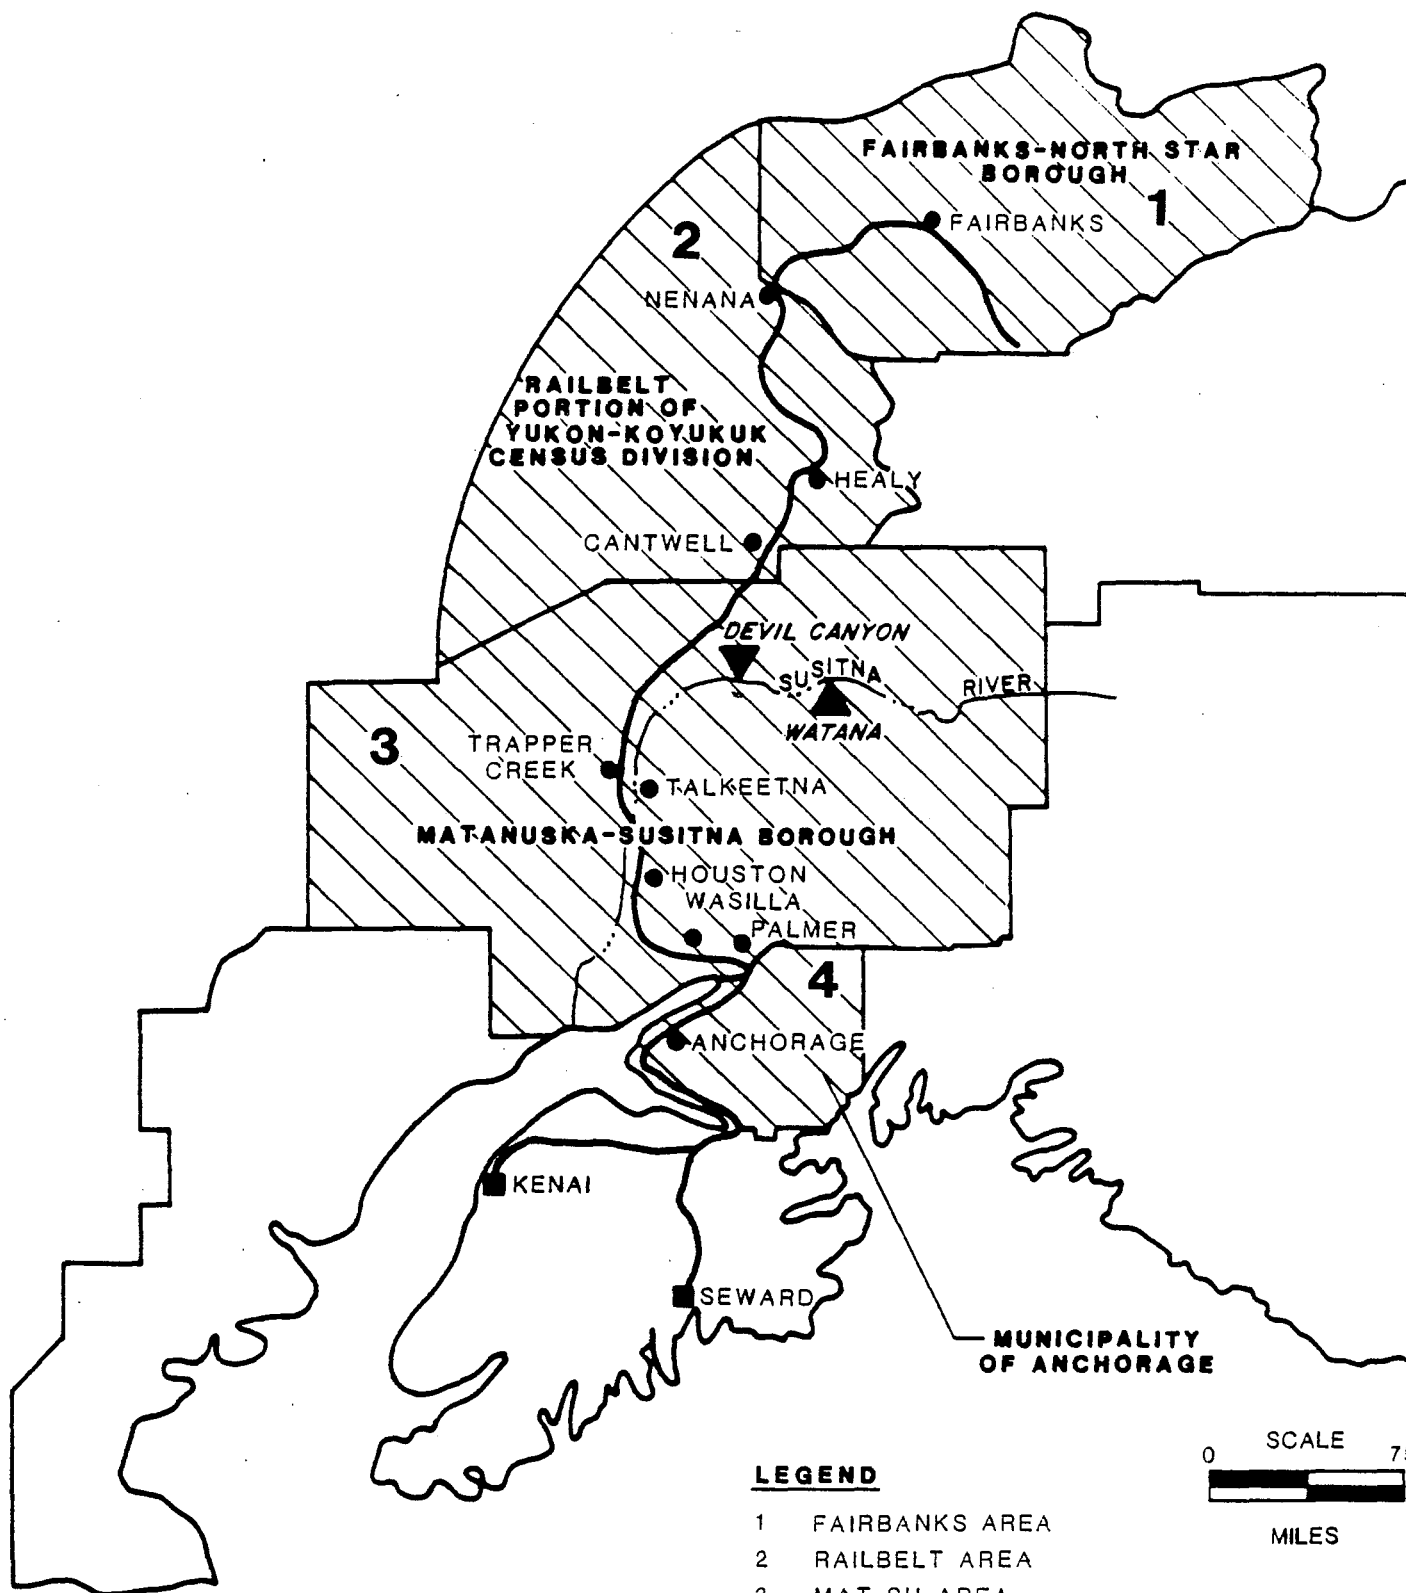 FAIRBANKS-NORTH STAR
BOROUGH
1
FAIRBANKS
2
NENANA
RAILBELT
PORTION OF
YUKON-KOYUKUK
CENSUS DIVISION
HEALY
CANTWELL
DEVIL CANYON
SUSITNA
RIVER
WATANA
3
TRAPPER
CREEK
TALKEETNA
MATANUSKA-SUSITNA BOROUGH
HOUSTON
WASILLA
PALMER
4
ANCHORAGE
KENAI
SEWARD
MUNICIPALITY
OF ANCHORAGE
LEGEND
1 FAIRBANKS AREA
2 RAILBELT AREA
SCALE
0
MILES